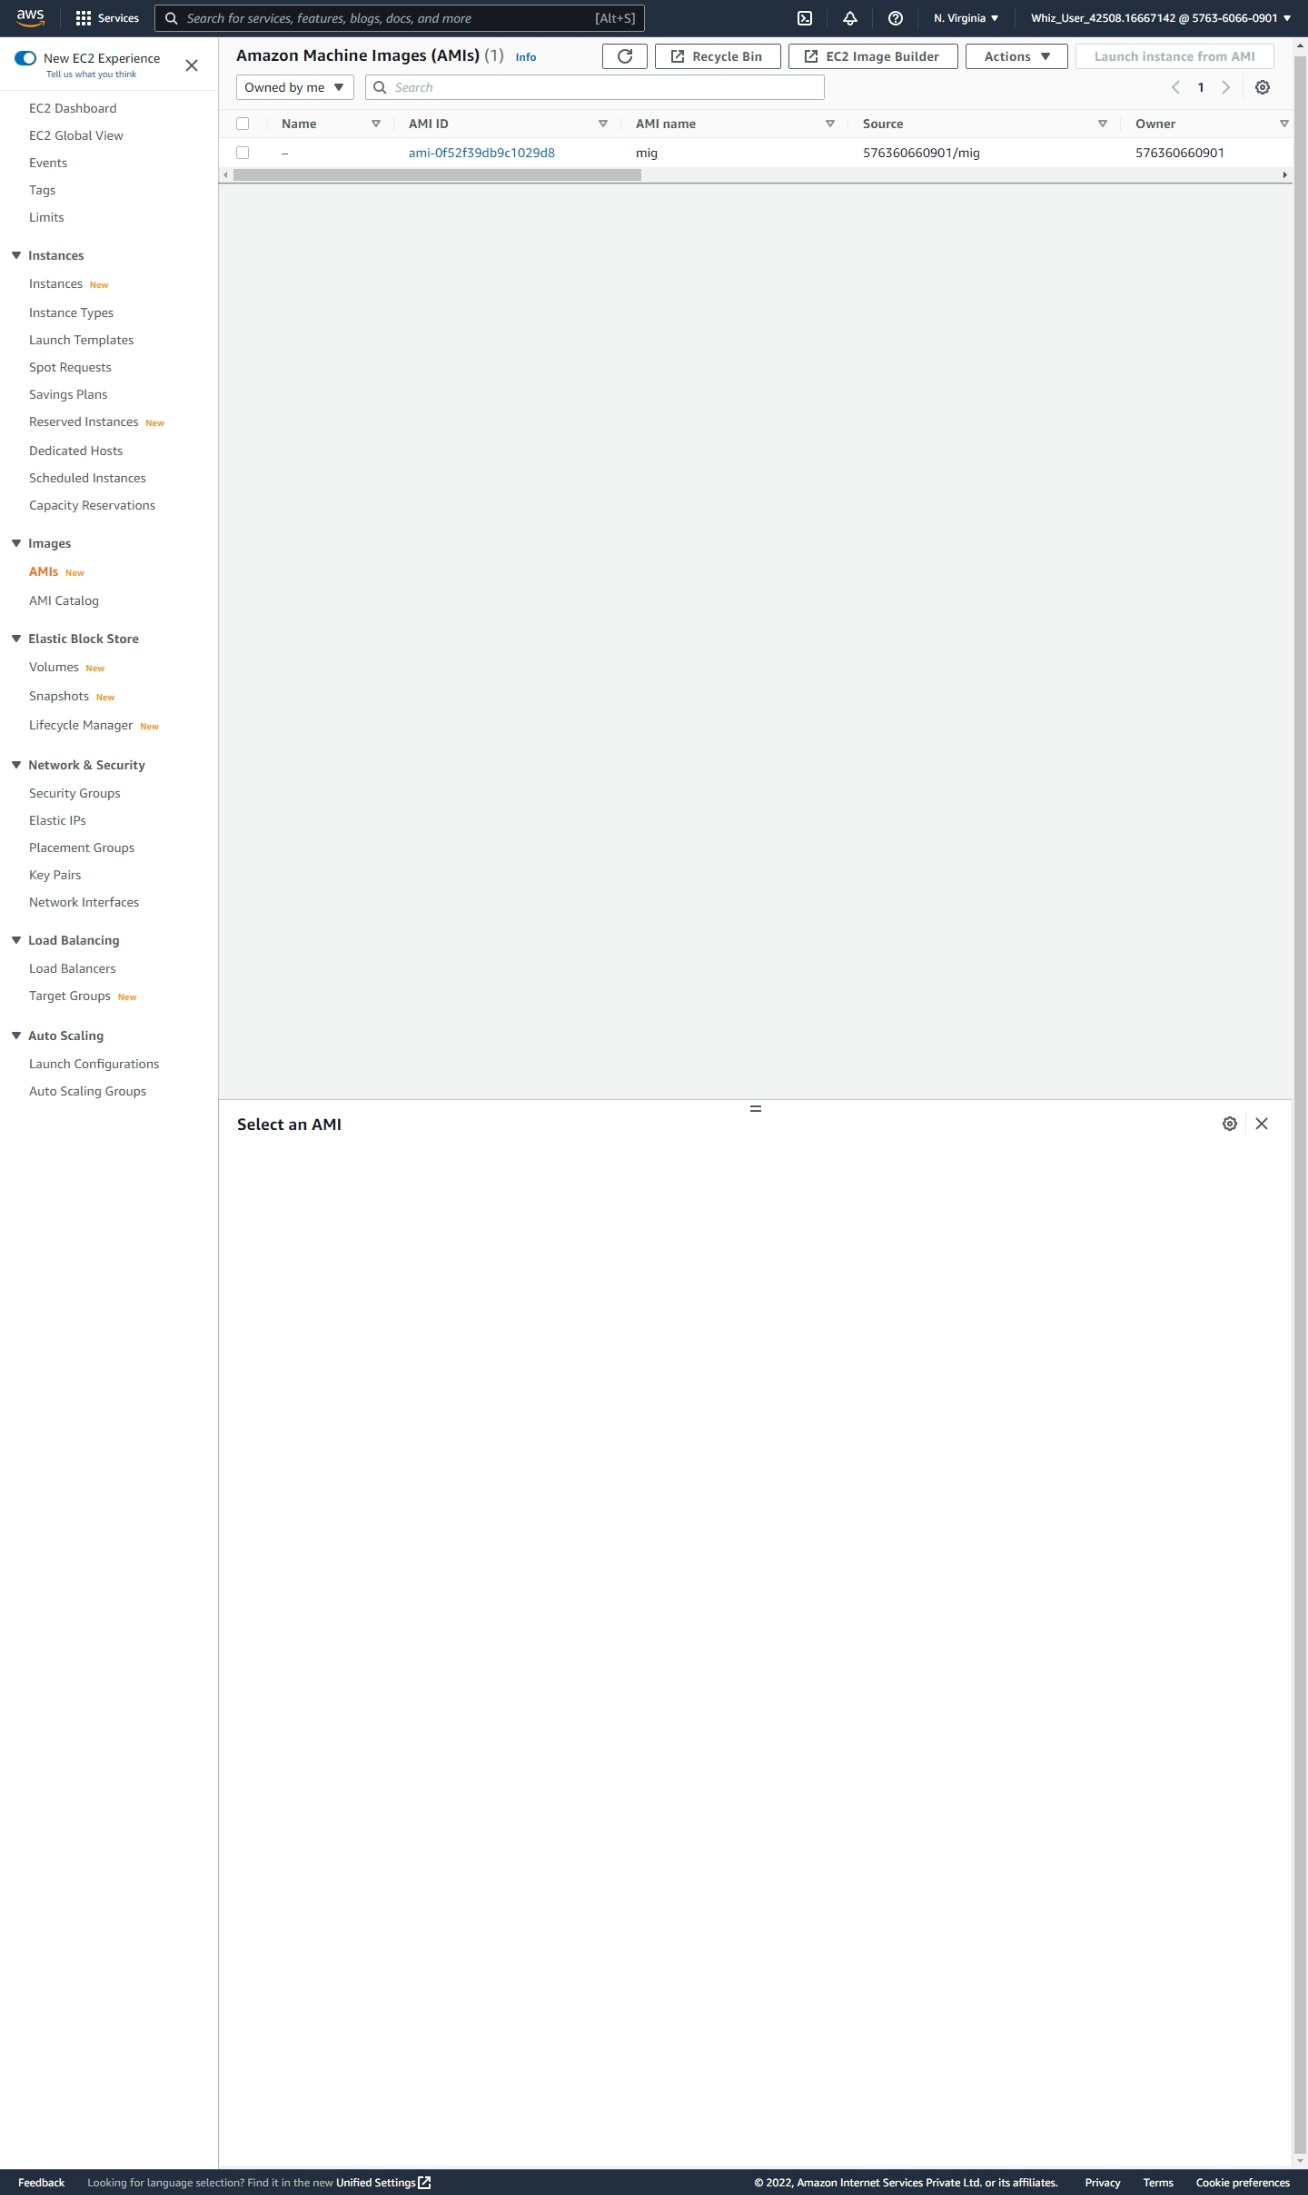 aws Services Search for services, features, blogs, docs, and more [Alt+S] N. Virginia Whiz_User_42508.16667142 @ 5763-6066-0901
New EC2 Experience
Tell us what you think
EC2 Dashboard
EC2 Global View
Events
Tags
Limits
Instances
Instances New
Instance Types
Launch Templates
Spot Requests
Savings Plans
Reserved Instances New
Dedicated Hosts
Scheduled Instances
Capacity Reservations
Images
AMIs New
AMI Catalog
Elastic Block Store
Volumes New
Snapshots New
Lifecycle Manager New
Network & Security
Security Groups
Elastic IPs
Placement Groups
Key Pairs
Network Interfaces
Load Balancing
Load Balancers
Target Groups New
Auto Scaling
Launch Configurations
Auto Scaling Groups
Amazon Machine Images (AMIs) (1) Info Recycle Bin EC2 Image Builder Actions Launch instance from AMI
Owned by me Search 1
Name AMI ID AMI name Source Owner
– ami-0f52f39db9c1029d8 mig 576360660901/mig 576360660901
Select an AMI
Feedback Looking for language selection? Find it in the new Unified Settings © 2022, Amazon Internet Services Private Ltd. or its affiliates. Privacy Terms Cookie preferences